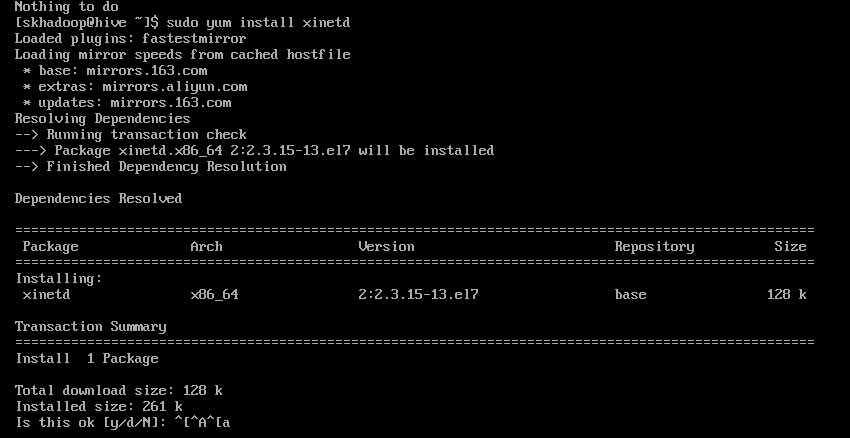 Nothing to do
[skhadoop@hive ~]$ sudo yum install xinetd
Loaded plugins: fastestmirror
Loading mirror speeds from cached hostfile
 * base: mirrors.163.com
 * extras: mirrors.aliyun.com
 * updates: mirrors.163.com
Resolving Dependencies
--> Running transaction check
---> Package xinetd.x86_64 2:2.3.15-13.el7 will be installed
--> Finished Dependency Resolution

Dependencies Resolved

====================================================================================================
 Package              Arch                 Version                         Repository          Size
====================================================================================================
Installing:
 xinetd               x86_64               2:2.3.15-13.el7                 base               128 k

Transaction Summary
====================================================================================================
Install  1 Package

Total download size: 128 k
Installed size: 261 k
Is this ok [y/d/N]: ^[^A^[a